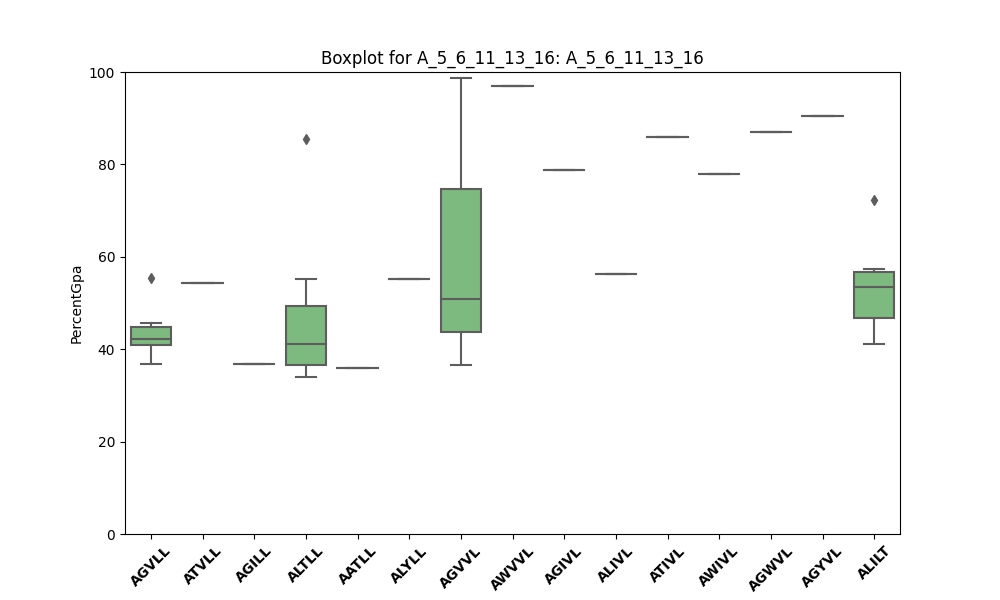 Boxplot for A_5_6_11_13_16: A_5_6_11_13_16
PercentGpa
100
80
60
40
20
0
AGVLL
ATVLL
AGILL
ALTLL
AATLL
ALYLL
AGVVL
AWVVL
AGIVL
ALIVL
ATIVL
AWIVL
AGWVL
AGYVL
ALILT